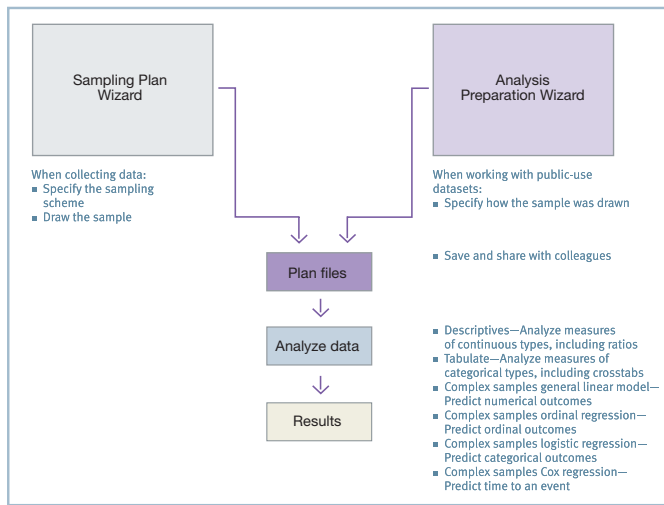 Sampling Plan
Wizard
Analysis
Preparation Wizard
When collecting data:
■ Specify the sampling
scheme
■ Draw the sample
When working with public-use
datasets:
■ Specify how the sample was drawn
■ Save and share with colleagues
Plan files
Analyze data
Results
■ Descriptives—Analyze measures
of continuous types, including ratios
■ Tabulate—Analyze measures of
categorical types, including crosstabs
■ Complex samples general linear model—
Predict numerical outcomes
■ Complex samples ordinal regression—
Predict ordinal outcomes
■ Complex samples logistic regression—
Predict categorical outcomes
■ Complex samples Cox regression—
Predict time to an event